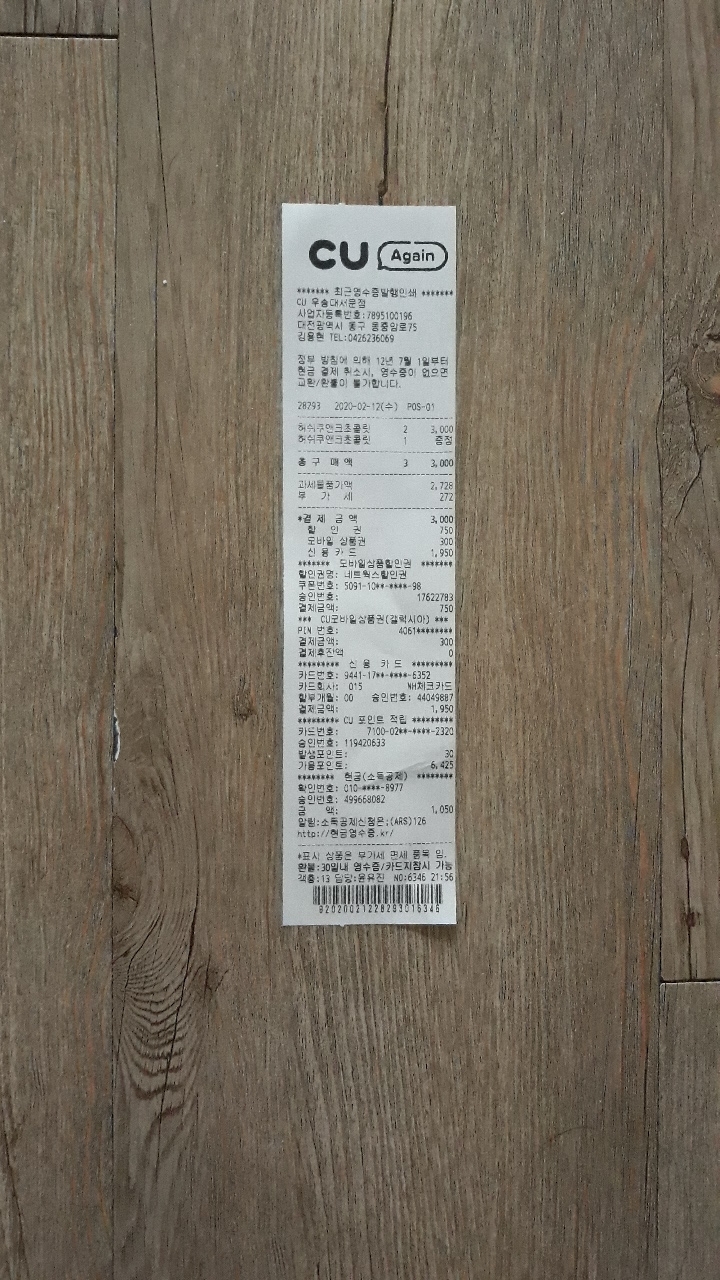 CU Again
******* 최근영수증발행인쇄 *******
CU 우송대서문점
사업자등록번호:7895100196
대전광역시 동구 동중앙로75
김용현 TEL:0426236069
정부 방침에 의해 12년 7월 1일부터
현금 결제 취소시, 영수증이 없으면
교환/환불이 불가합니다.
28293 2020-02-12(수) POS-01
허쉬쿠앤크초콜릿 2 3,000
허쉬쿠앤크초콜릿 1 증정
총 구 매 액 3 3,000
과세물품가액 2,728
부 가 세 272
*결 제 금 액 3,000
할 인 권 750
모바일 상품권 300
신 용 카 드 1,950
******* 모바일상품할인권 *******
할인권명: 네트웍스할인권
쿠폰번호: 5091-10**-****-98
승인번호: 17622783
결제금액: 750
*** CU모바일상품권(갤럭시아) ***
PIN 번호: 4061********
결제금액: 300
결제후잔액 0
********* 신 용 카 드 *********
카드번호: 9441-17**-****-6352
카드회사: 015 NH체크카드
할부개월: 00 승인번호: 44049887
결제금액: 1,950
********* CU 포인트 적립 *********
카드번호: 7100-02**-****-2320
승인번호: 119420633
발생포인트: 30
가용포인트: 6,425
******** 현금(소득공제) ********
확인번호: 010-****-8977
승인번호: 499668082
금 액: 1,050
알림:소득공제신청은:(ARS)126
http://현금영수증.kr/
*표시 상품은 부가세 면세 품목 임.
환불:30일내 영수증/카드지참시 가능
객층:13 담당:윤유진 NO:6346 21:56
92020021228293016346